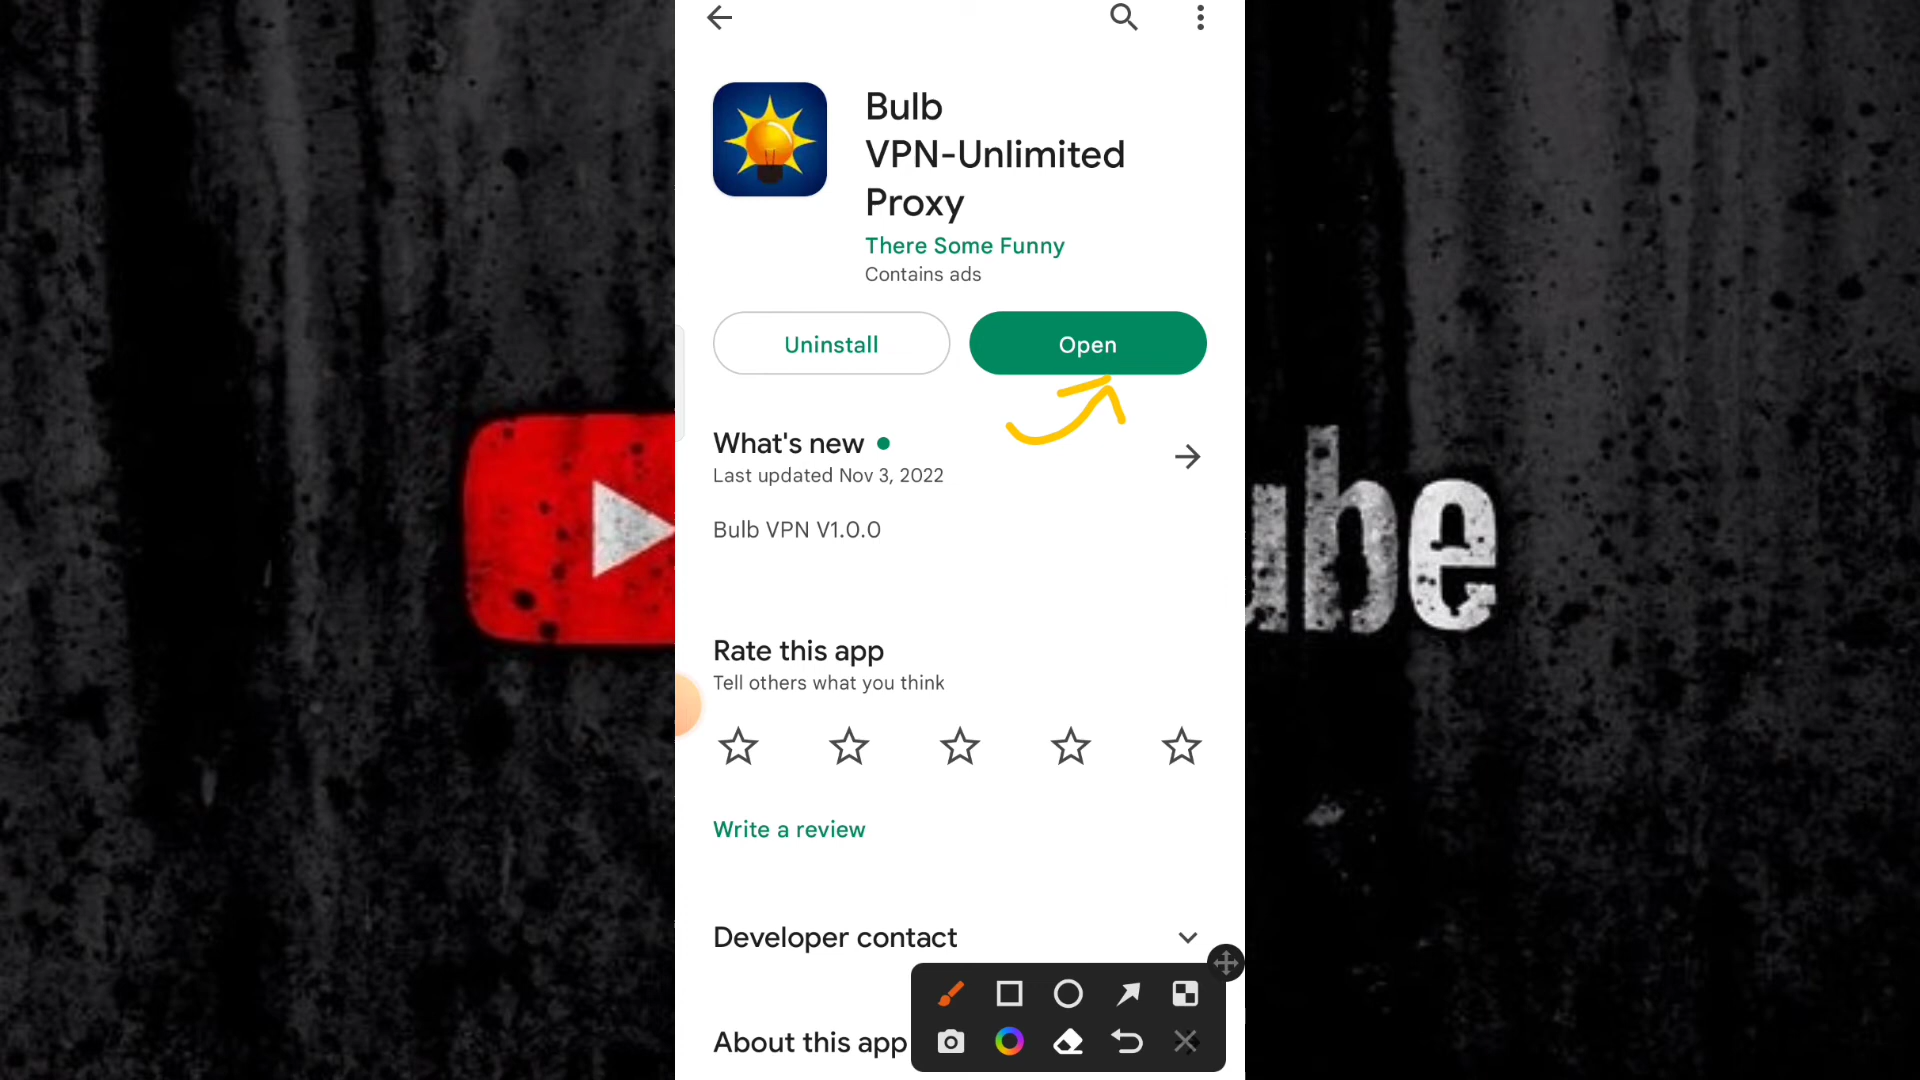 Bulb
VPN-Unlimited
Proxy
There Some Funny
Contains ads
Uninstall
Open
What's new
Last updated Nov 3, 2022
Bulb VPN V1.0.0
ube
Rate this app
Tell others what you think
Write a review
Developer contact
About this app